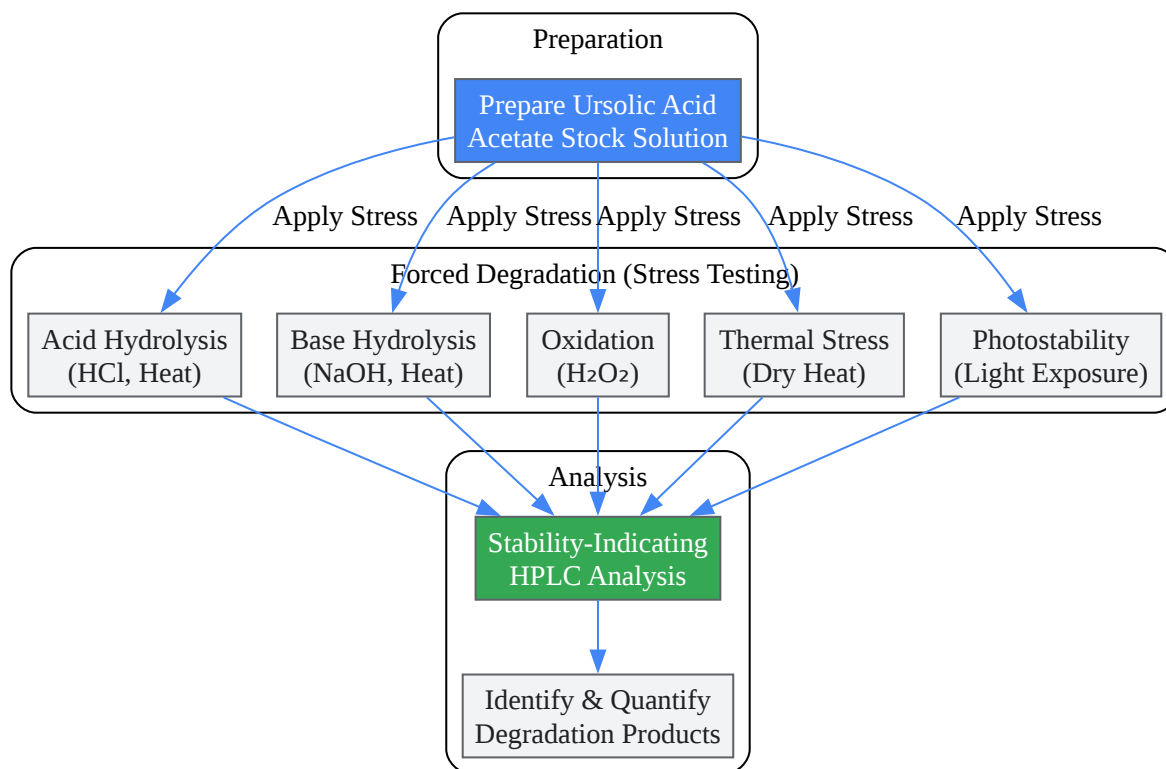 Preparation
Prepare Ursolic Acid
Acetate Stock Solution
Apply Stress
Apply Stress
Apply Stress
Apply Stress
Apply Stress
Forced Degradation (Stress Testing)
Acid Hydrolysis
(HCl, Heat)
Base Hydrolysis
(NaOH, Heat)
Oxidation
(H₂O₂)
Thermal Stress
(Dry Heat)
Photostability
(Light Exposure)
Analysis
Stability-Indicating
HPLC Analysis
Identify & Quantify
Degradation Products